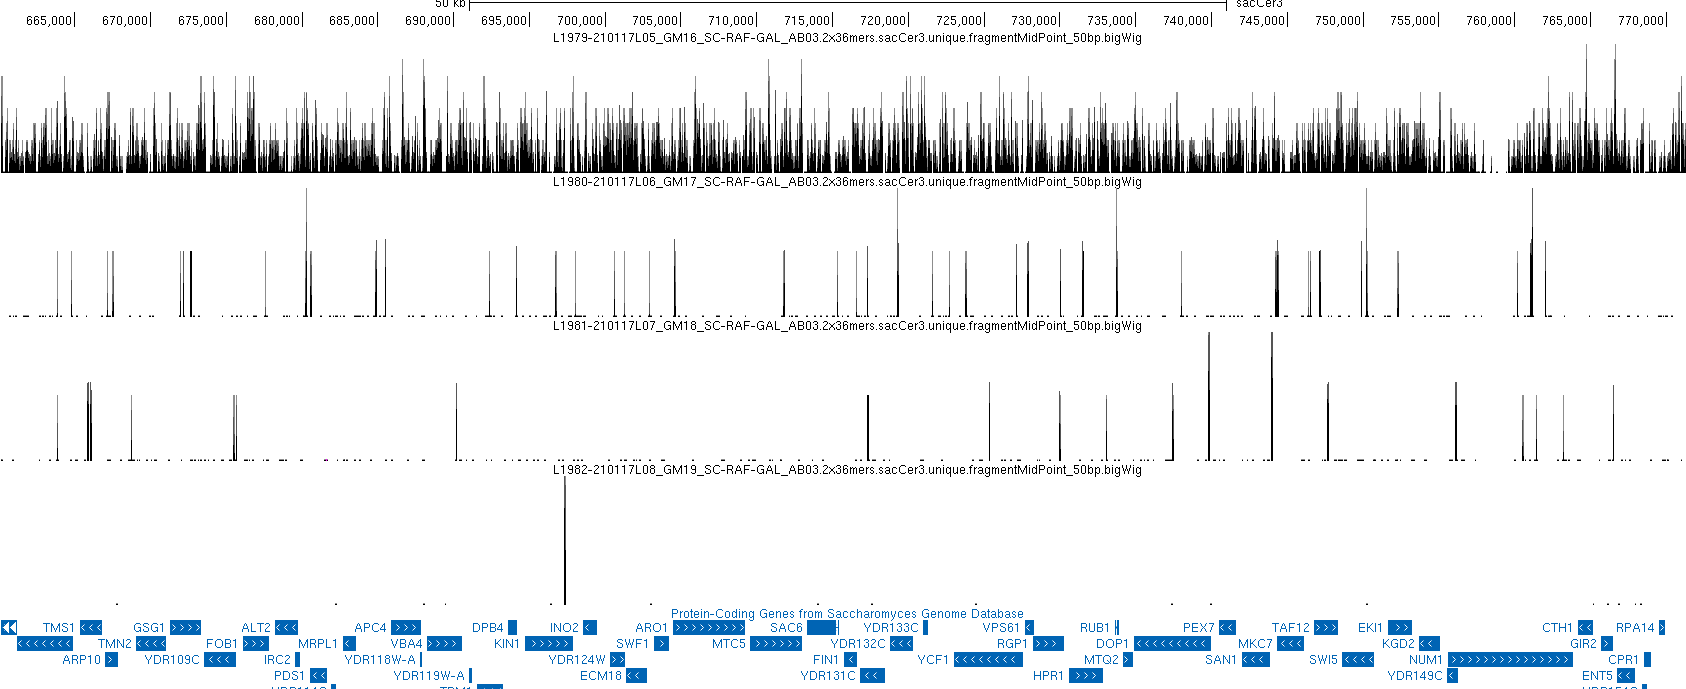 50 kb sacCer3
665,000 670,000 675,000 680,000 685,000 690,000 695,000 700,000 705,000 710,000 715,000 720,000 725,000 730,000 735,000 740,000 745,000 750,000 755,000 760,000 765,000 770,000
L1979-210117L05_GM16_SC-RAF-GAL_AB03.2x36mers.sacCer3.unique.fragmentMidPoint_50bp.bigWig
L1980-210117L06_GM17_SC-RAF-GAL_AB03.2x36mers.sacCer3.unique.fragmentMidPoint_50bp.bigWig
L1981-210117L07_GM18_SC-RAF-GAL_AB03.2x36mers.sacCer3.unique.fragmentMidPoint_50bp.bigWig
L1982-210117L08_GM19_SC-RAF-GAL_AB03.2x36mers.sacCer3.unique.fragmentMidPoint_50bp.bigWig
Protein-Coding Genes from Saccharomyces Genome Database
TMS1 GSG1 ALT2 APC4 DPB4 INO2 ARO1 SAC6 YDR133C VPS61 RUB1 PEX7 TAF12 EKI1 CTH1 RPA14
TMN2 FOB1 MRPL1 VBA4 KIN1 SWF1 MTC5 YDR132C RGP1 DOP1 MKC7 KGD2 GIR2
ARP10 YDR109C IRC2 YDR118W-A YDR124W FIN1 YCF1 MTQ2 SAN1 SWI5 NUM1 CPR1
PDS1 YDR119W-A ECM18 YDR131C HPR1 YDR149C ENT5